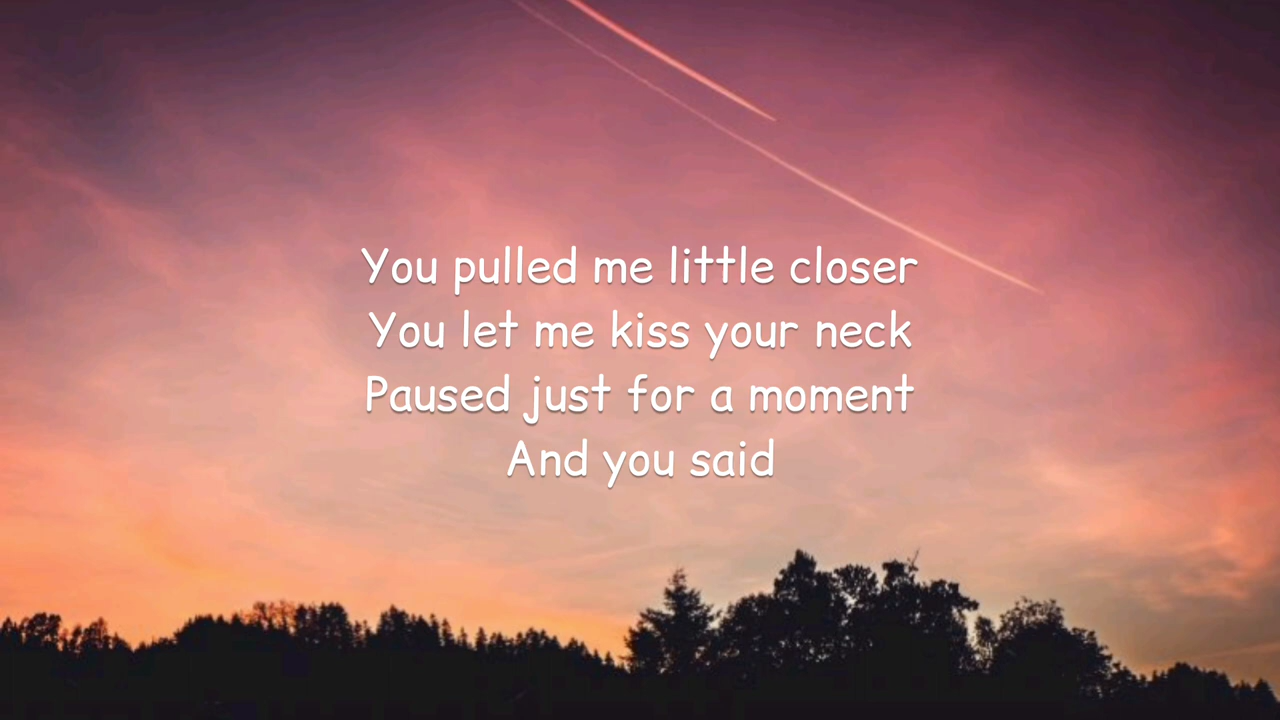 You pulled me little closer
You let me kiss your neck
Paused just for a moment
And you said